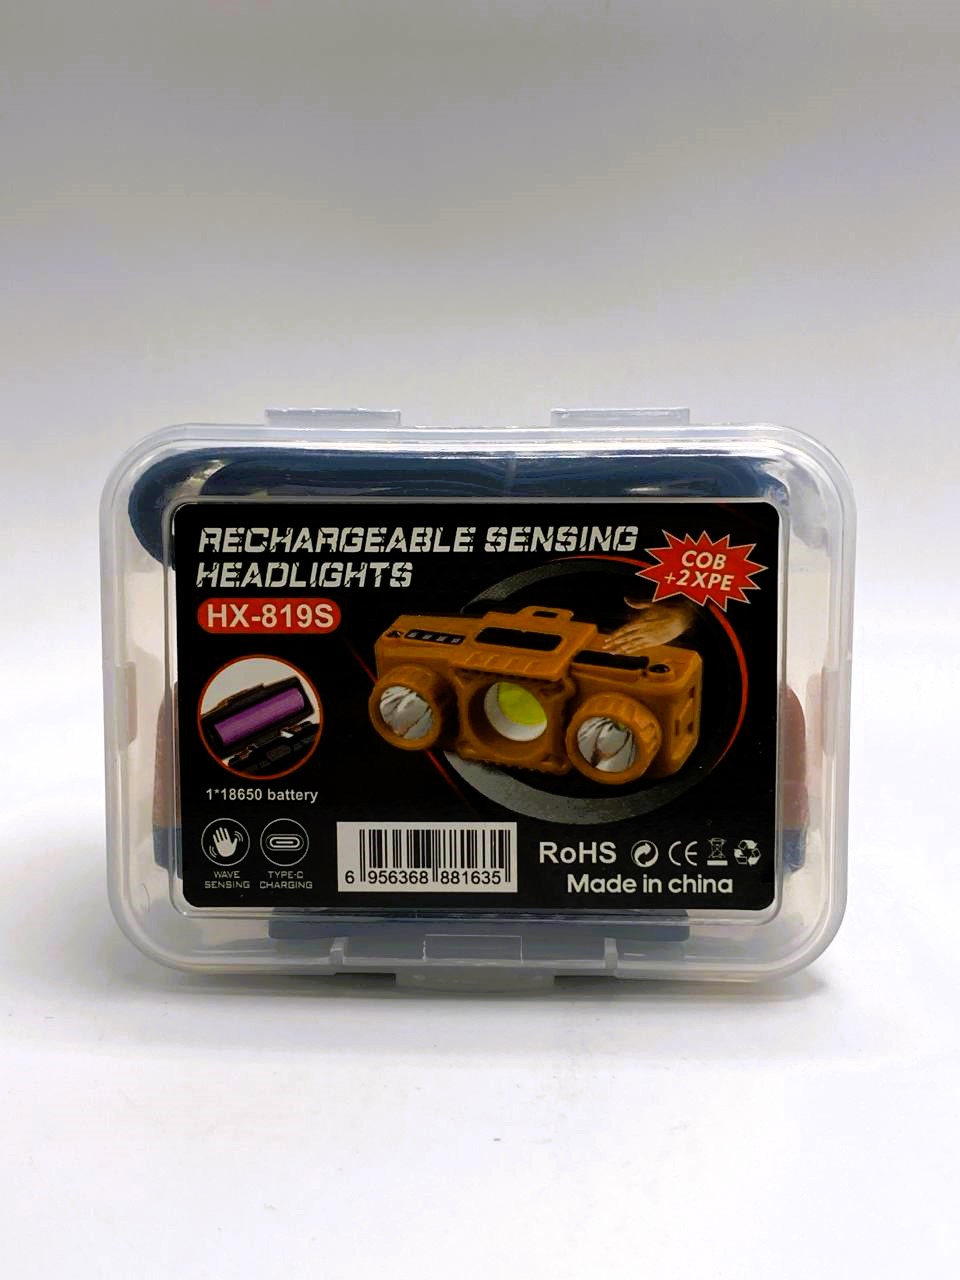 RECHARGEABLE SENSING
HEADLIGHTS
COB
+2XPE
HX-819S
1*18650 battery
WAVE
SENSING
TYPE-C
CHARGING
6 956368 881635
RoHS CE
Made in china